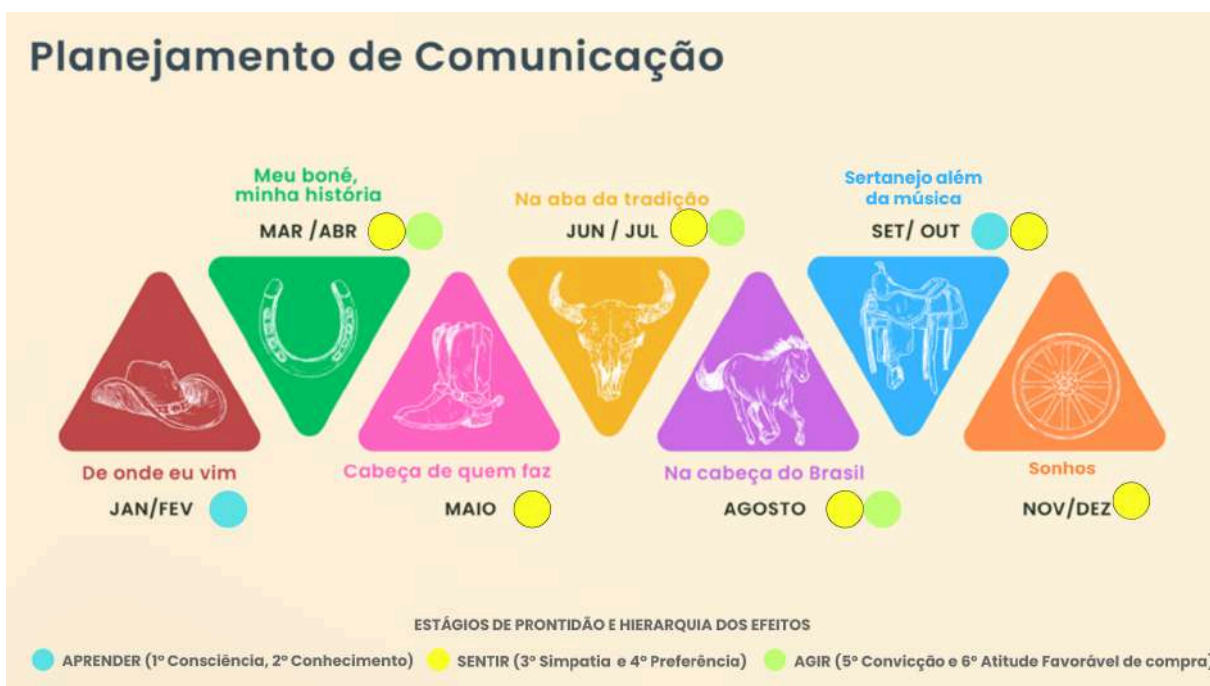 Planejamento de Comunicação
Meu boné,
minha história
MAR /ABR
Na aba da tradição
JUN / JUL
Sertanejo além
da música
SET/ OUT
De onde eu vim
JAN/FEV
Cabeça de quem faz
MAIO
Na cabeça do Brasil
AGOSTO
Sonhos
NOV/DEZ
ESTÁGIOS DE PRONTIDÃO E HIERARQUIA DOS EFEITOS
APRENDER (1º Consciência, 2º Conhecimento)
SENTIR (3º Simpatia e 4º Preferência)
AGIR (5º Convicção e 6º Atitude Favorável de compra)